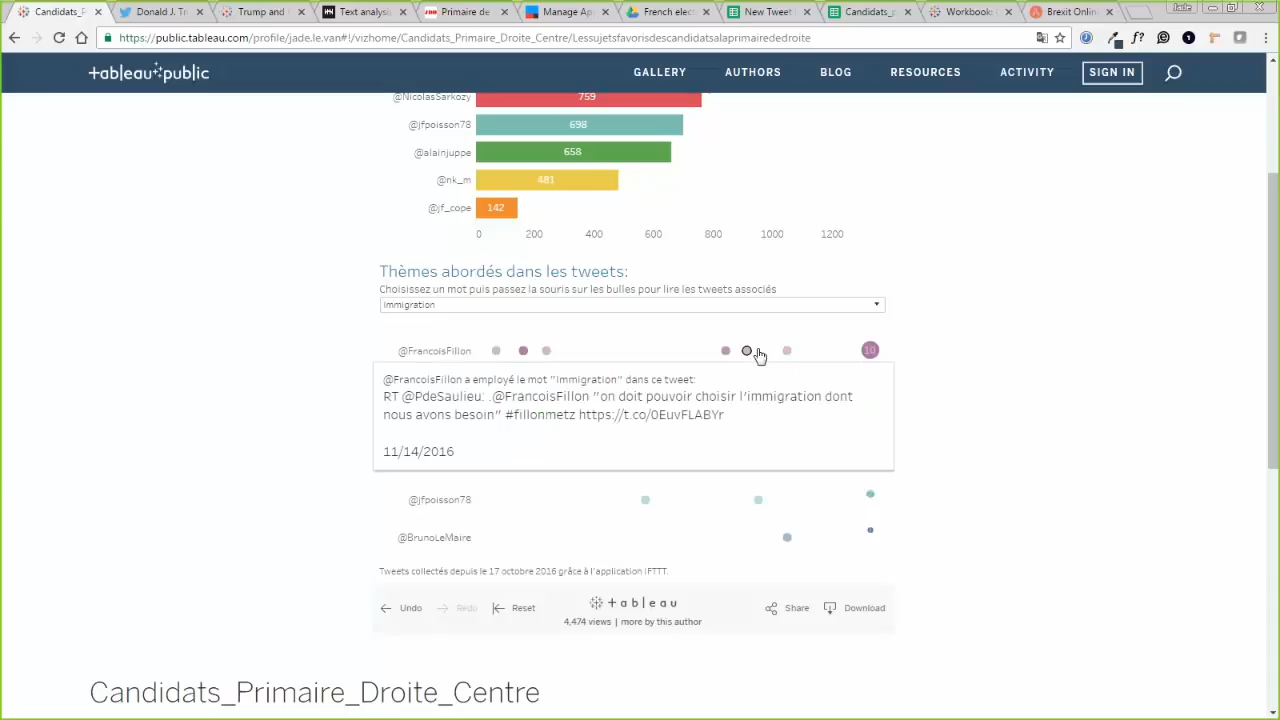 Candidats_P
Donald J. Tr
Trump and
Text analysi
Primaire de
Manage Ap
French elect
New Tweet
Candidats_p
Workbooks
Brexit Onlin
https://public.tableau.com/profile/jade.le.van#!/vizhome/Candidats_Primaire_Droite_Centre/Lessujetsfavorisdescandidatsalaprimairededroite
+ableau+public
GALLERY
AUTHORS
BLOG
RESOURCES
ACTIVITY
SIGN IN
@NicolasSarkozy 759
@jfpoisson78 698
@alainjuppe 658
@nk_m 481
@jf_cope 142
0 200 400 600 800 1000 1200
Thèmes abordés dans les tweets:
Choisissez un mot puis passez la souris sur les bulles pour lire les tweets associés
Immigration
@FrancoisFillon 10
@FrancoisFillon a employé le mot "Immigration" dans ce tweet:
RT @PdeSaulieu: .@FrancoisFillon "on doit pouvoir choisir l'immigration dont
nous avons besoin" #fillonmetz https://t.co/0EuvFLABYr
11/14/2016
@jfpoisson78
@BrunoLeMaire
Tweets collectés depuis le 17 octobre 2016 grâce à l'application IFTTT.
Undo Redo Reset
+ableau
Share Download
4,474 views | more by this author
Candidats_Primaire_Droite_Centre